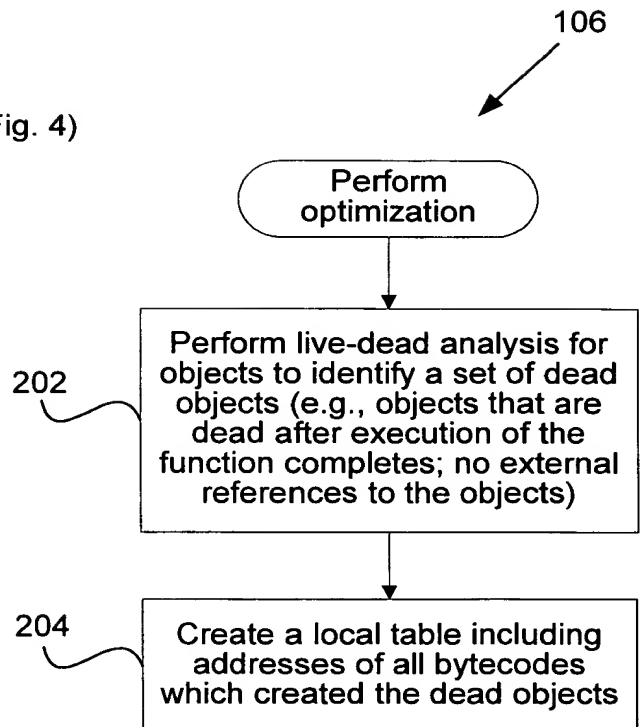 106
ig. 4)
Perform
optimization
202
Perform live-dead analysis for
objects to identify a set of dead
objects (e.g., objects that are
dead after execution of the
function completes; no external
references to the objects)
204
Create a local table including
addresses of all bytecodes
which created the dead objects